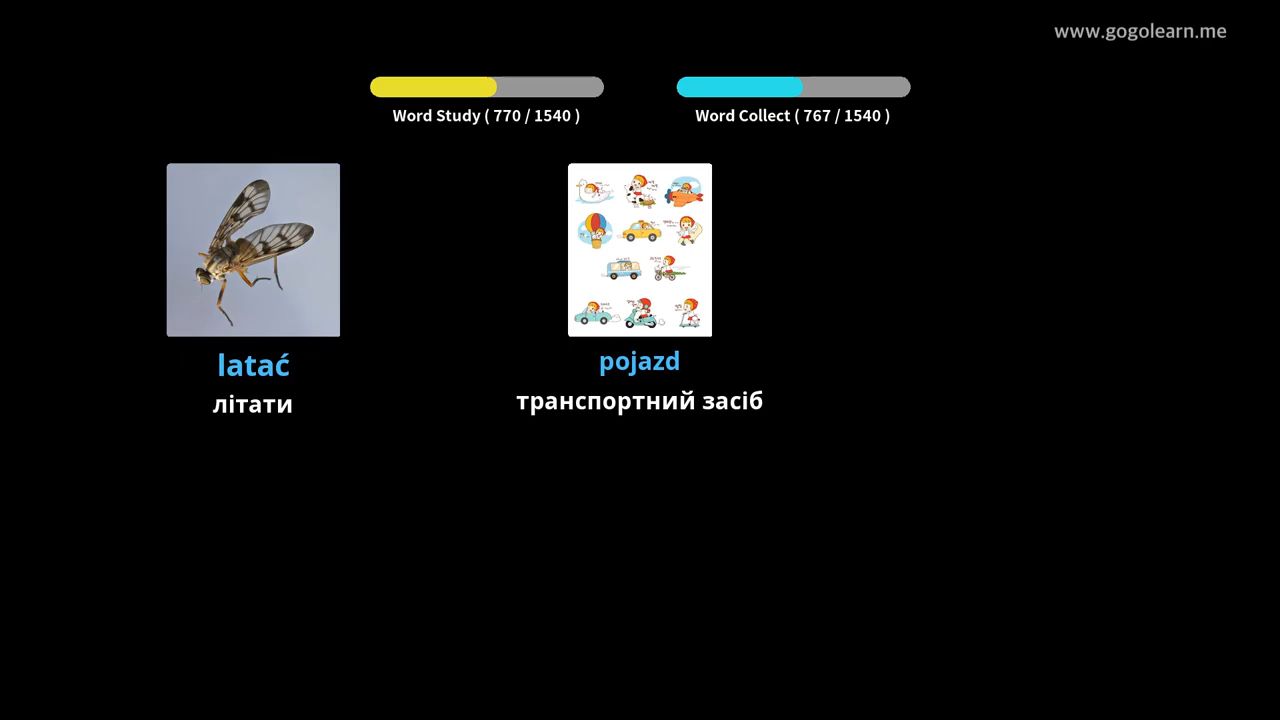 www.gogolearn.me
Word Study ( 770 / 1540 )
Word Collect ( 767 / 1540 )
latać
літати
pojazd
транспортний засіб